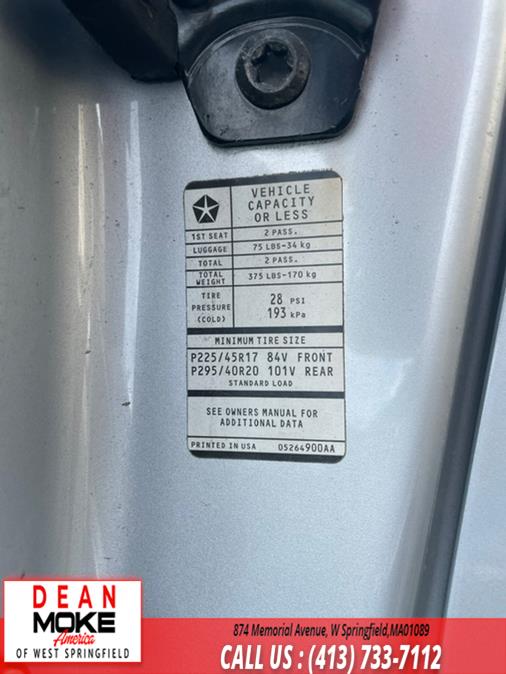 VEHICLE
CAPACITY
OR LESS
1ST SEAT 2 PASS.
LUGGAGE 75 LBS-34 kg
TOTAL 2 PASS.
TOTAL WEIGHT 375 LBS-170 kg
TIRE PRESSURE (COLD) 28 PSI 193 kPa
MINIMUM TIRE SIZE
P225/45R17 84V FRONT
P295/40R20 101V REAR
STANDARD LOAD
SEE OWNERS MANUAL FOR
ADDITIONAL DATA
PRINTED IN USA 05264900AA
DEAN
MOKE
America
OF WEST SPRINGFIELD
874 Memorial Avenue, W Springfield,MA01089
CALL US : (413) 733-7112